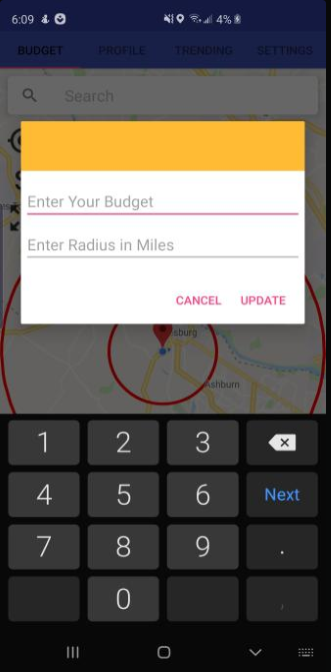 6:09 4%
BUDGET PROFILE TRENDING SETTINGS
Search
Enter Your Budget
Enter Radius in Miles
CANCEL UPDATE
sburg
Ashburn
1 2 3
4 5 6 Next
7 8 9 .
0 ,